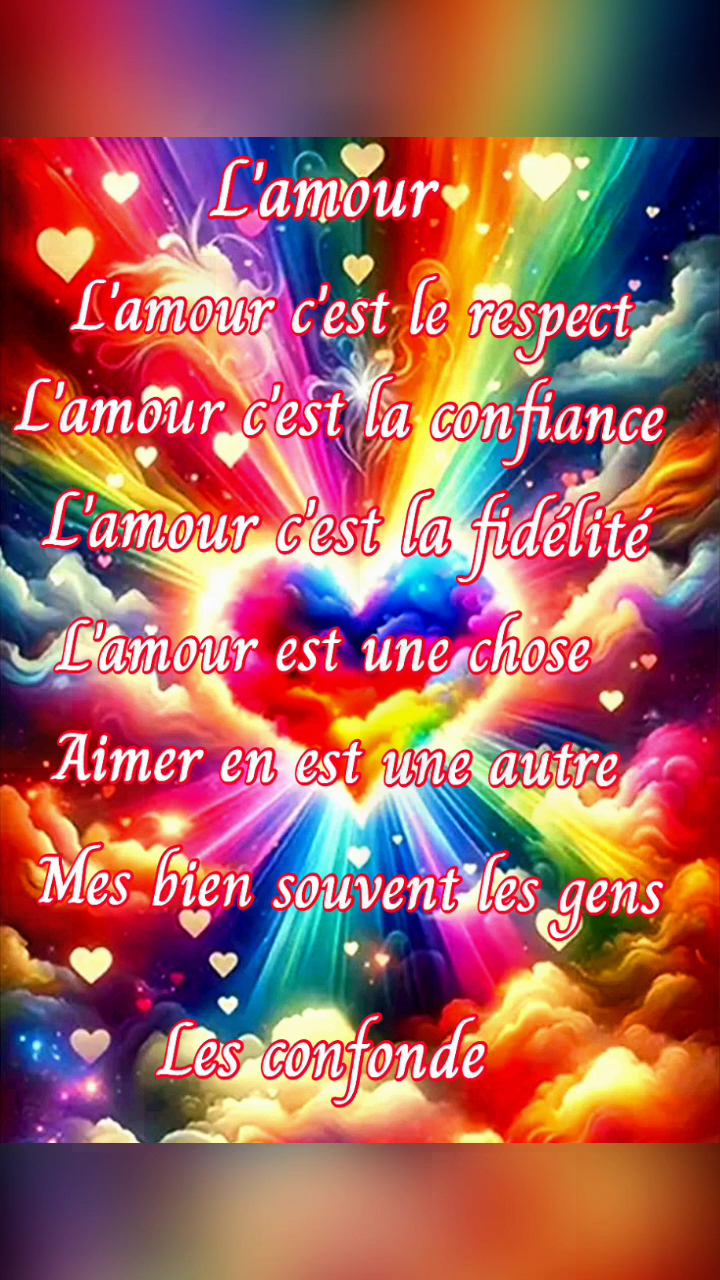 L'amour
L'amour c'est le respect
L'amour c'est la confiance
L'amour c'est la fidélité
L'amour est une chose
Aimer en est une autre
Mes bien souvent les gens
Les confonde